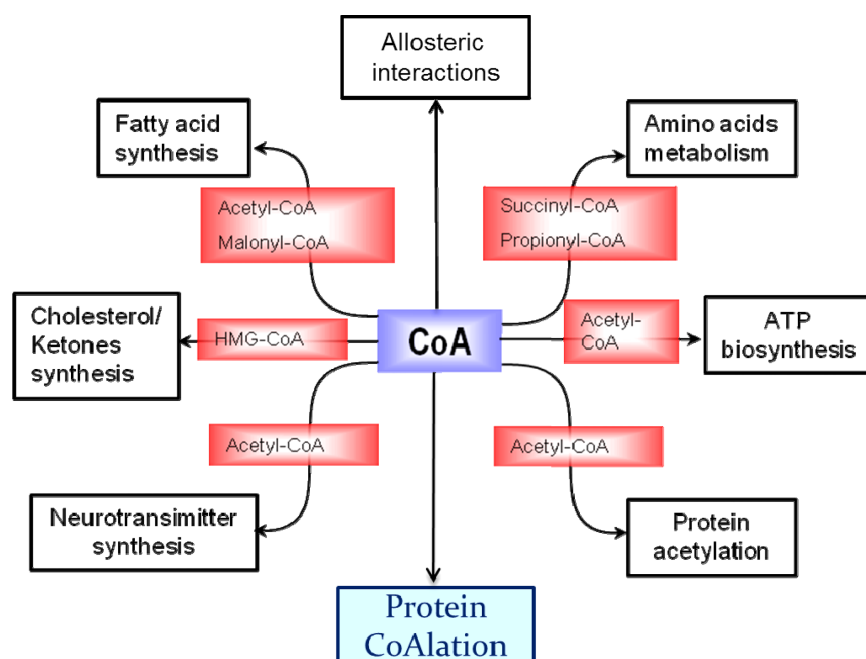 Allosteric
interactions
Fatty acid
synthesis
Amino acids
metabolism
Acetyl-CoA
Malonyl-CoA
Succinyl-CoA
Propionyl-CoA
Cholesterol/
Ketones
synthesis
HMG-CoA
CoA
Acetyl-
CoA
ATP
biosynthesis
Acetyl-CoA
Acetyl-CoA
Neurotransimitter
synthesis
Protein
acetylation
Protein
CoAlation